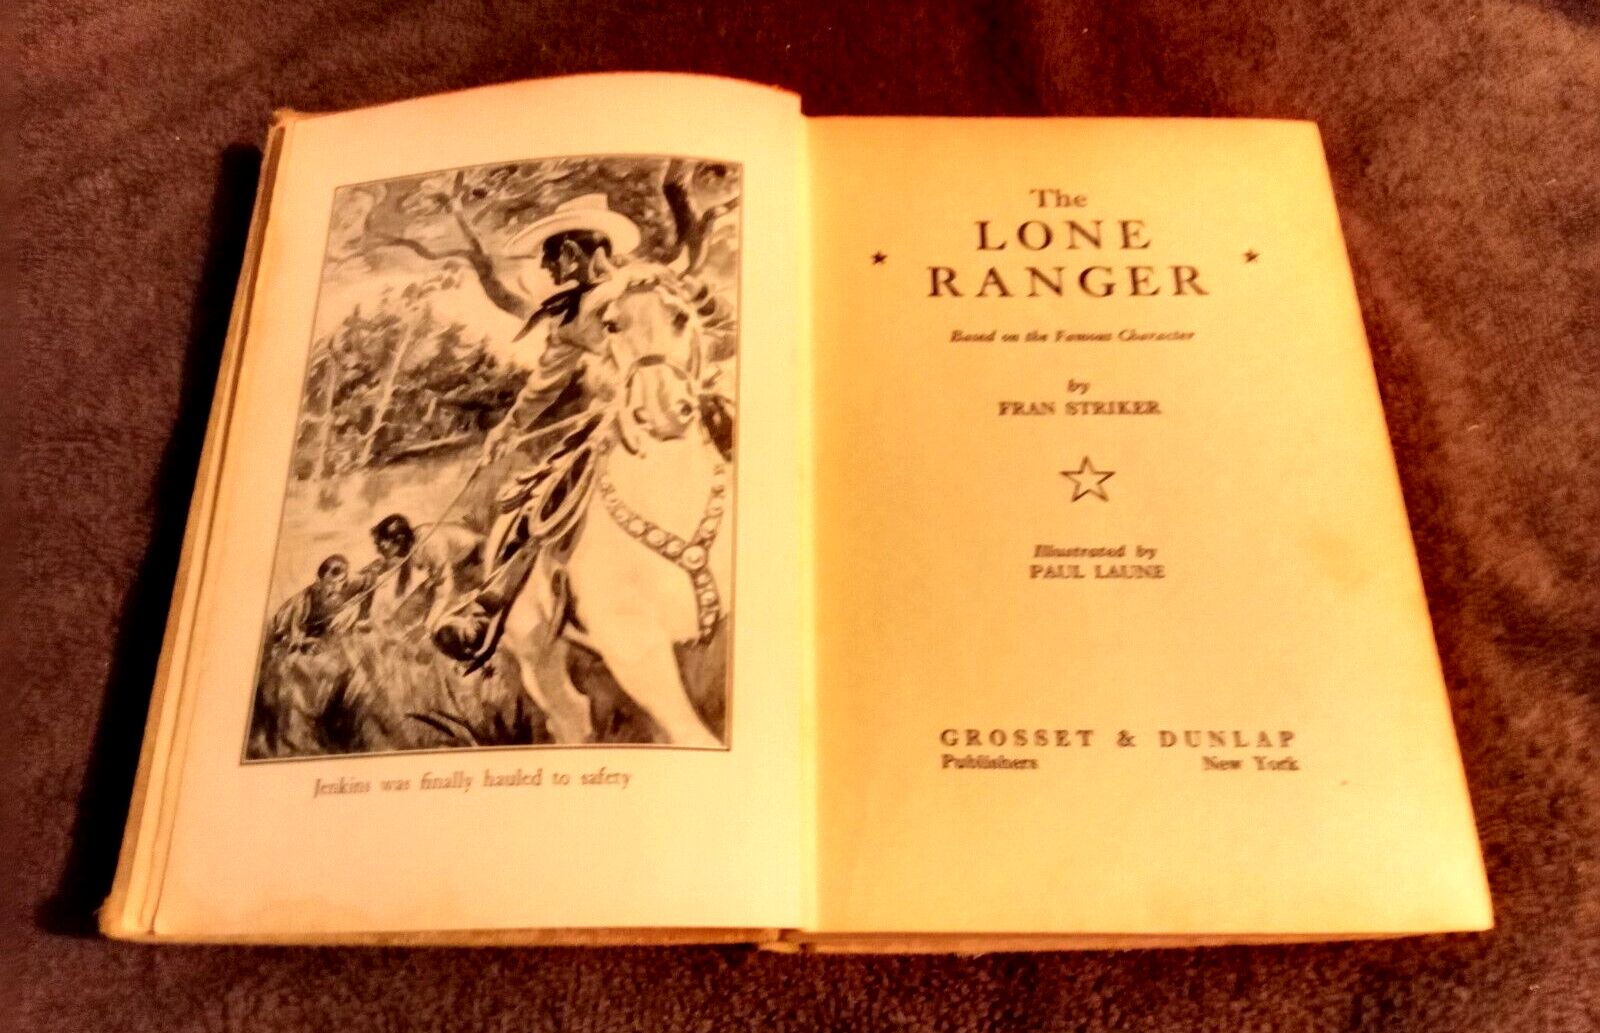 Jenkins was finally hauled to safety
The
LONE
RANGER
Based on the Famous Character
by
FRAN STRIKER
Illustrated by
PAUL LAUNE
GROSSET & DUNLAP
Publishers New York